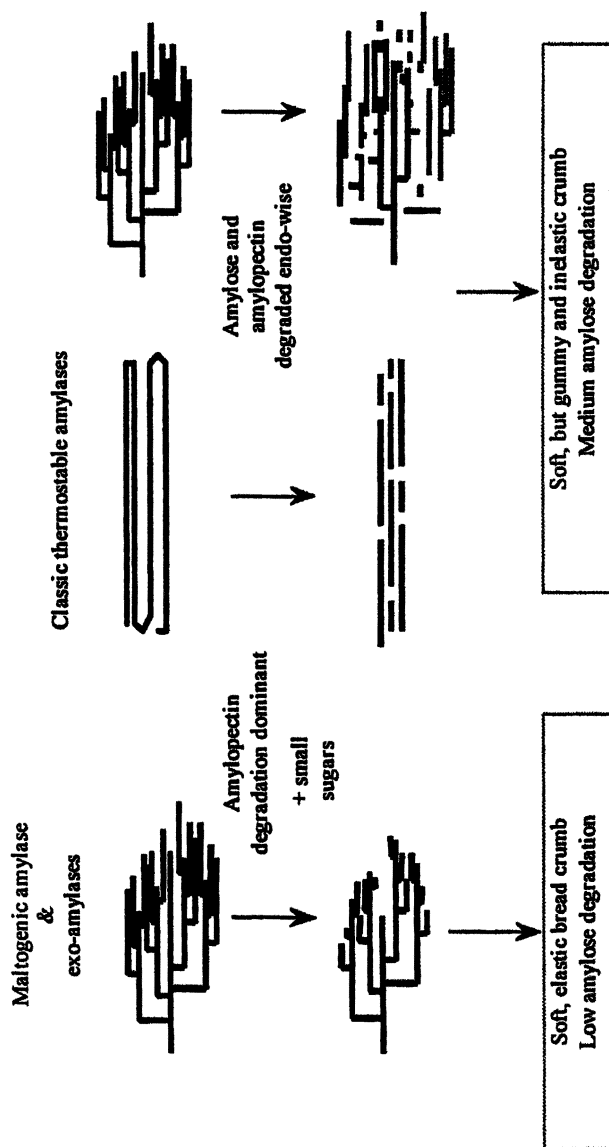 Maltogenic amylase
&
exo-amylases
Amylopectin
degradation dominant
+ small
sugars
Soft, elastic bread crumb
Low amylose degradation
Classic thermostable amylases
Amylose and
amylopectin
degraded endo-wise
Soft, but gummy and inelastic crumb
Medium amylose degradation